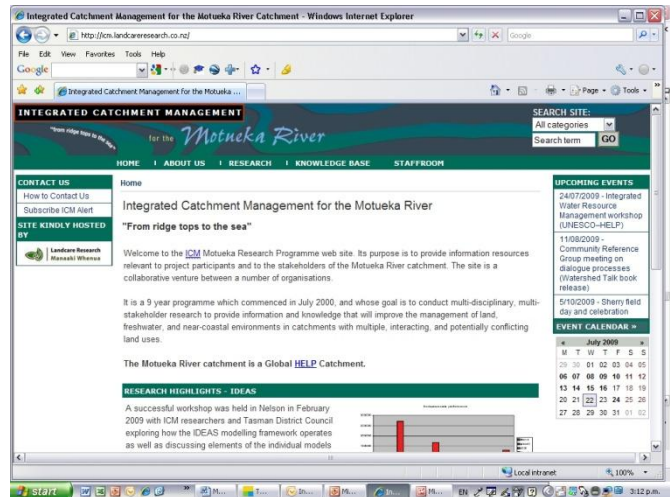 Integrated Catchment Management for the Motueka River Catchment - Windows Internet Explorer
http://icm.landcareresearch.co.nz/
Google
File Edit View Favorites Tools Help
Google
Integrated Catchment Management for the Motueka ...
Page Tools
INTEGRATED CATCHMENT MANAGEMENT
"from ridge tops to the sea"
for the Motueka River
SEARCH SITE:
All categories
Search term GO
HOME | ABOUT US | RESEARCH | KNOWLEDGE BASE STAFFROOM
CONTACT US
How to Contact Us
Subscribe ICM Alert
SITE KINDLY HOSTED
BY
Landcare Research
Manaaki Whenua
Home
Integrated Catchment Management for the Motueka River
"From ridge tops to the sea"
Welcome to the ICM Motueka Research Programme web site. Its purpose is to provide information resources
relevant to project participants and to the stakeholders of the Motueka River catchment. The site is a
collaborative venture between a number of organisations.
It is a 9 year programme which commenced in July 2000, and whose goal is to conduct multi-disciplinary, multi-
stakeholder research to provide information and knowledge that will improve the management of land,
freshwater, and near-coastal environments in catchments with multiple, interacting, and potentially conflicting
land uses.
The Motueka River catchment is a Global HELP Catchment.
RESEARCH HIGHLIGHTS - IDEAS
A successful workshop was held in Nelson in February
2009 with ICM researchers and Tasman District Council
exploring how the IDEAS modelling framework operates
as well as discussing elements of the individual models
UPCOMING EVENTS
24/07/2009 - Integrated
Water Resource
Management workshop
(UNESCO–HELP)
11/08/2009 -
Community Reference
Group meeting on
dialogue processes
(Watershed Talk book
release)
5/10/2009 - Sherry field
day and celebration
EVENT CALENDAR »
« July 2009 »
M T W T F S S
29 30 01 02 03 04 05
06 07 08 09 10 11 12
13 14 15 16 17 18 19
20 21 22 23 24 25 26
27 28 29 30 31 01 02
Local intranet 100%
start M... T... In... M... In... M... EN 3:12 p.m.